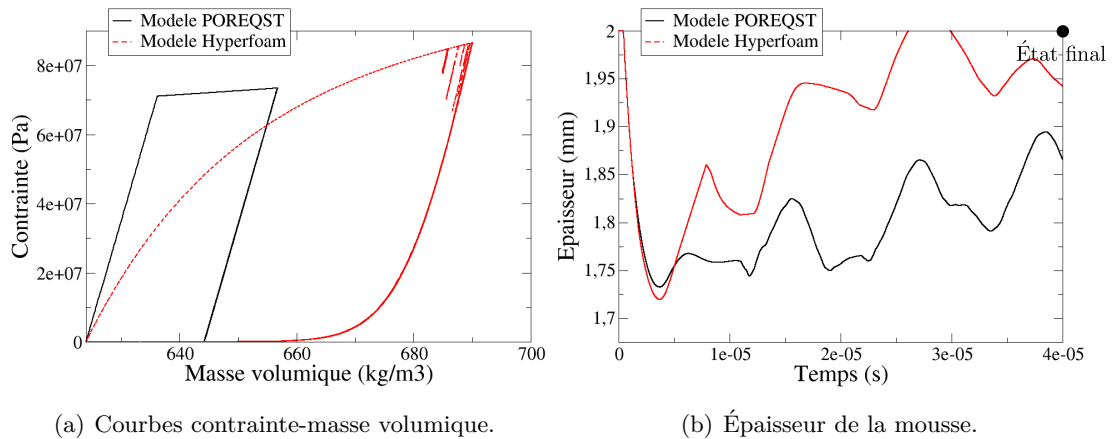 Modele POREQST
Modele Hyperfoam
8e+07
6e+07
4e+07
2e+07
0
Contrainte (Pa)
640
660
680
700
Masse volumique (kg/m3)
(a) Courbes contrainte-masse volumique.
Modele POREQST
Modele Hyperfoam
État final
2
1,95
1,9
1,85
1,8
1,75
1,7
Epaisseur (mm)
0
1e-05
2e-05
3e-05
4e-05
Temps (s)
(b) Épaisseur de la mousse.